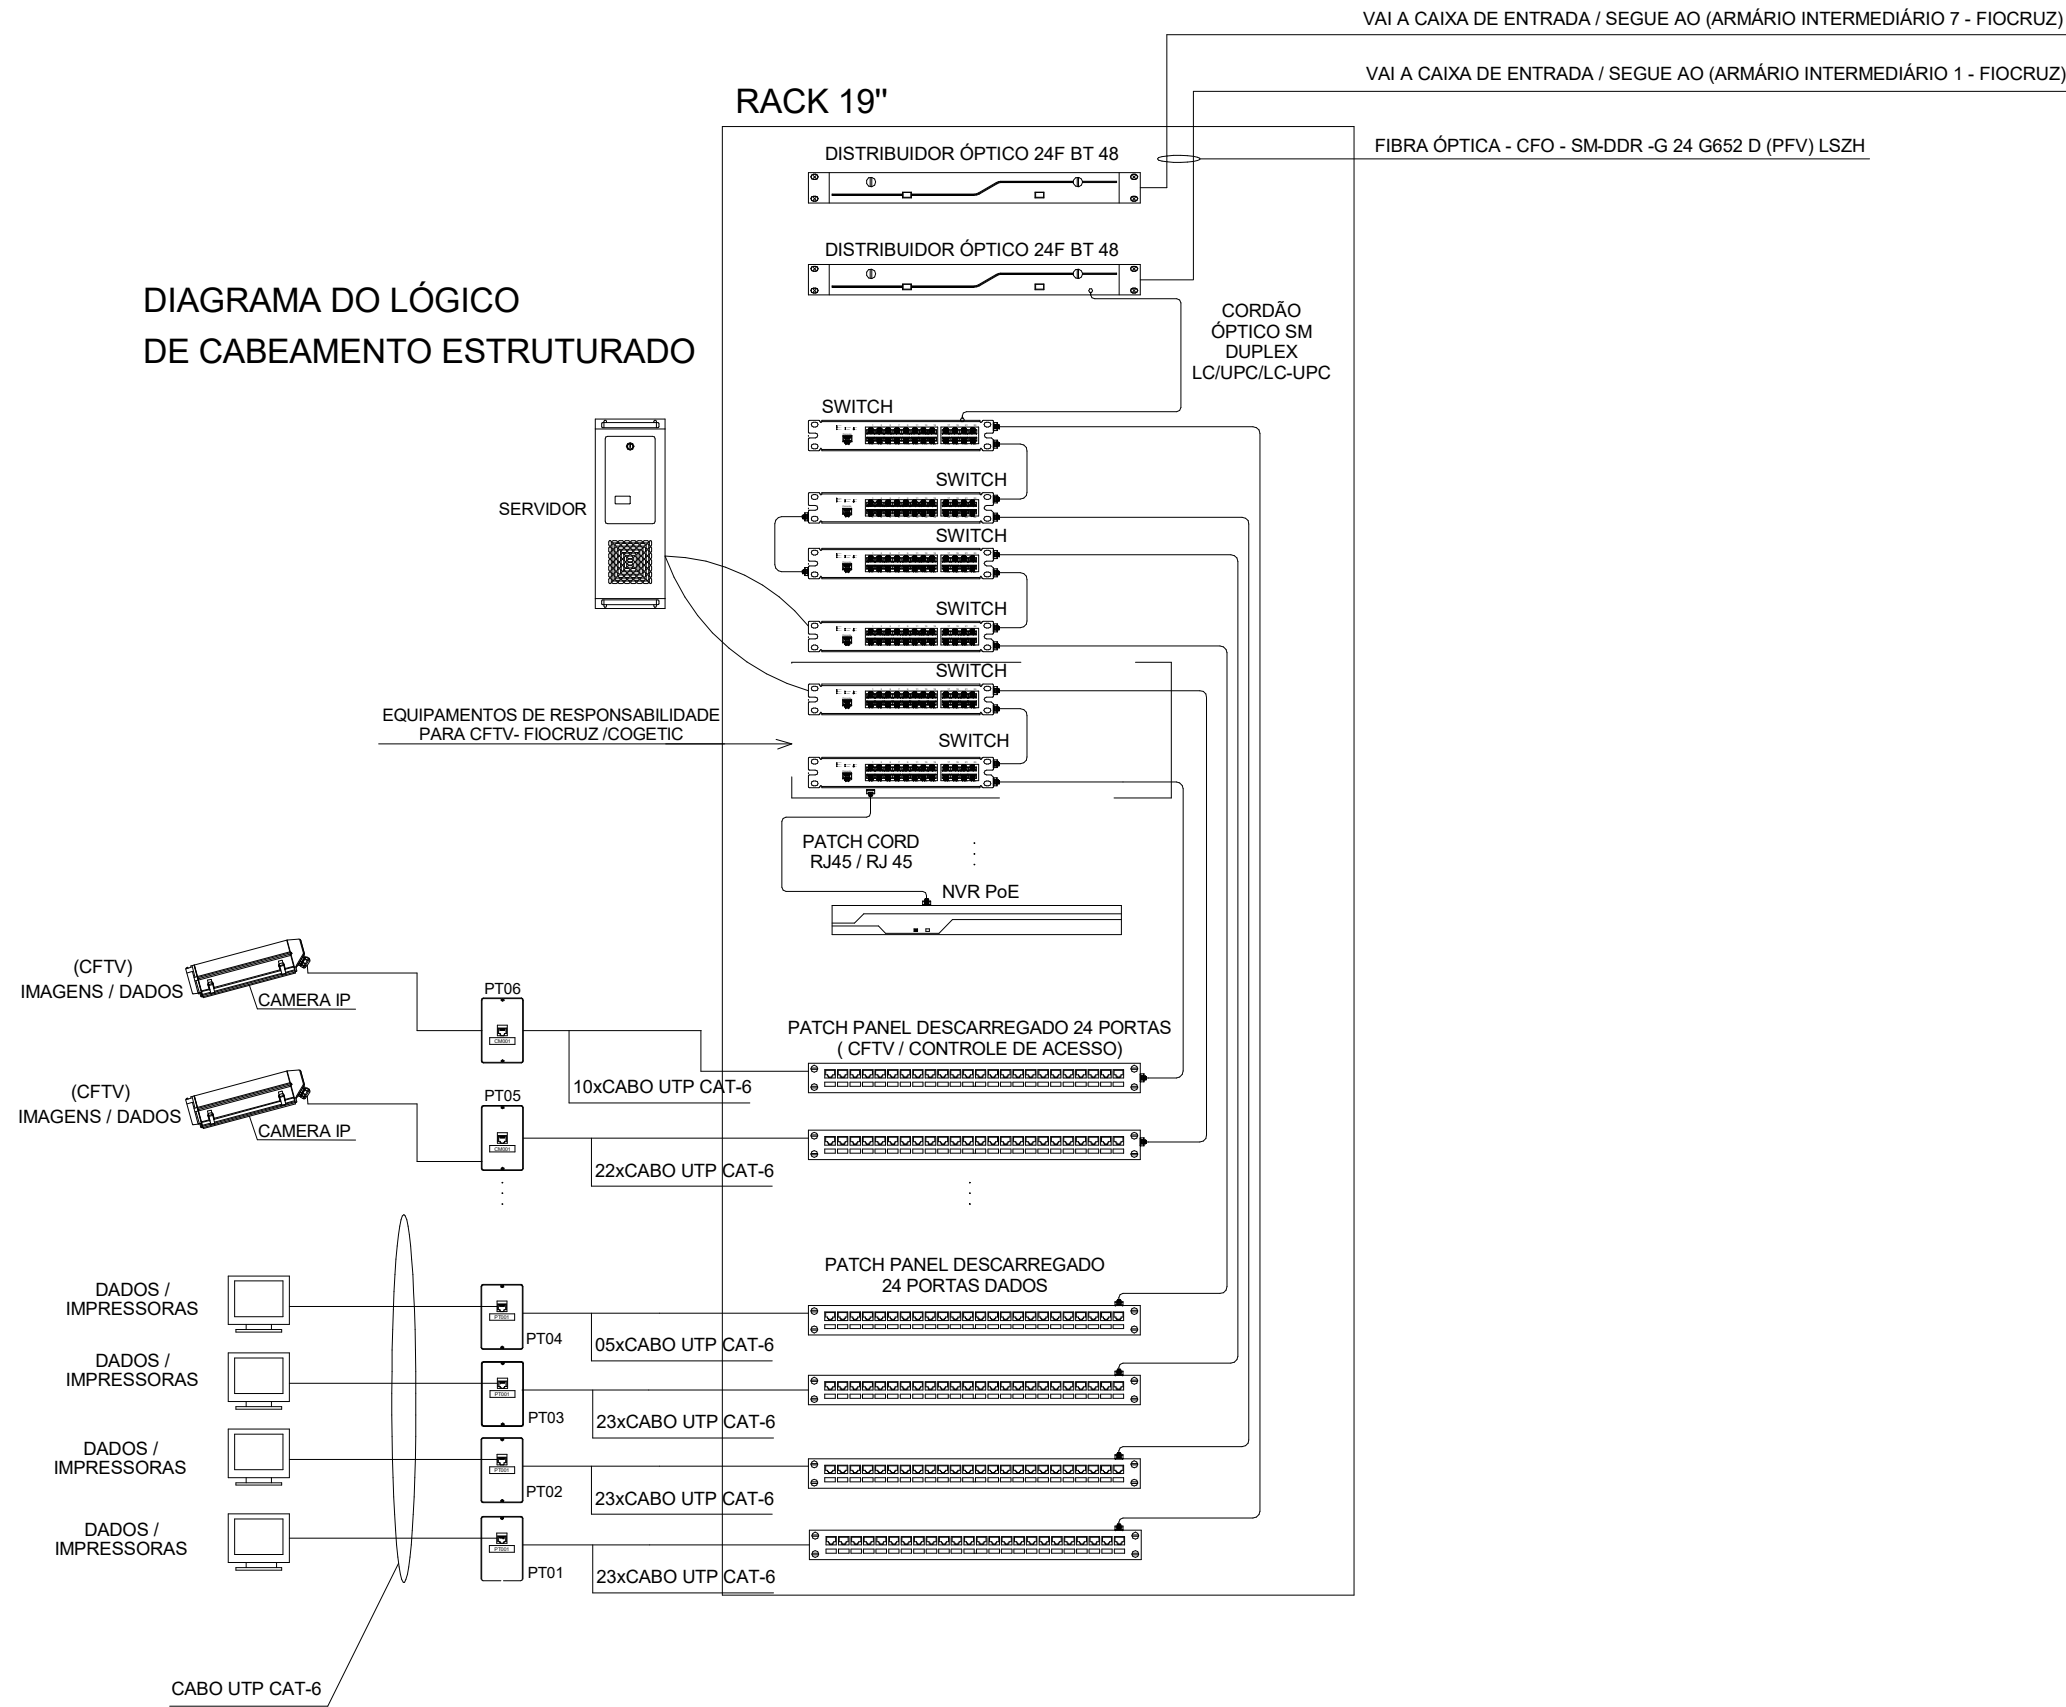 VAI A CAIXA DE ENTRADA / SEGUE AO (ARMÁRIO INTERMEDIÁRIO 7 - FIOCRUZ)
VAI A CAIXA DE ENTRADA / SEGUE AO (ARMÁRIO INTERMEDIÁRIO 1 - FIOCRUZ)
RACK 19"
FIBRA ÓPTICA - CFO - SM-DDR -G 24 G652 D (PFV) LSZH
DISTRIBUIDOR ÓPTICO 24F BT 48
DISTRIBUIDOR ÓPTICO 24F BT 48
DIAGRAMA DO LÓGICO
DE CABEAMENTO ESTRUTURADO
CORDÃO
ÓPTICO SM
DUPLEX
LC/UPC/LC-UPC
SWITCH
SWITCH
SERVIDOR
SWITCH
SWITCH
SWITCH
EQUIPAMENTOS DE RESPONSABILIDADE
PARA CFTV- FIOCRUZ /COGETIC
SWITCH
PATCH CORD
RJ45 / RJ 45
NVR PoE
(CFTV)
IMAGENS / DADOS
CAMERA IP
PT06
CM001
PATCH PANEL DESCARREGADO 24 PORTAS
( CFTV / CONTROLE DE ACESSO)
10xCABO UTP CAT-6
(CFTV)
IMAGENS / DADOS
CAMERA IP
PT05
CM001
22xCABO UTP CAT-6
PATCH PANEL DESCARREGADO
24 PORTAS DADOS
DADOS /
IMPRESSORAS
PT001
PT04
05xCABO UTP CAT-6
DADOS /
IMPRESSORAS
PT001
PT03
23xCABO UTP CAT-6
DADOS /
IMPRESSORAS
PT001
PT02
23xCABO UTP CAT-6
DADOS /
IMPRESSORAS
PT001
PT01
23xCABO UTP CAT-6
CABO UTP CAT-6